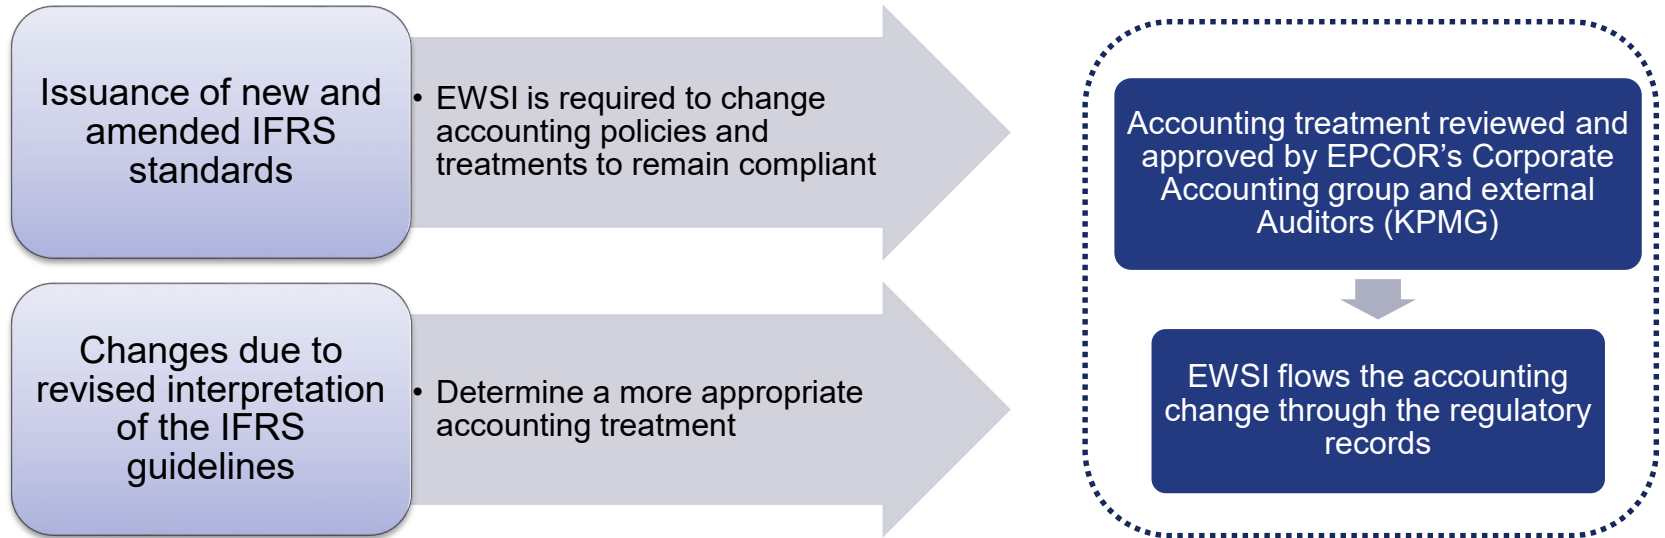 Issuance of new and
amended IFRS
standards
• EWSI is required to change
accounting policies and
treatments to remain compliant
Changes due to
revised interpretation
of the IFRS
guidelines
• Determine a more appropriate
accounting treatment
Accounting treatment reviewed and
approved by EPCOR’s Corporate
Accounting group and external
Auditors (KPMG)
EWSI flows the accounting
change through the regulatory
records